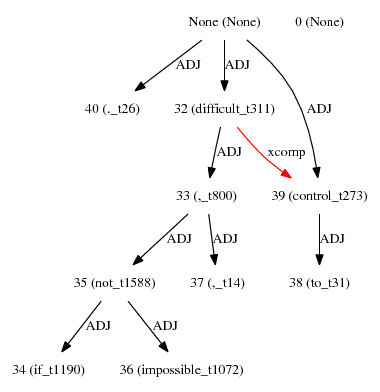 None (None) 0 (None)
ADJ ADJ
40 (._t26) 32 (difficult_t311) ADJ
ADJ xcomp
33 (,_t800) 39 (control_t273)
ADJ ADJ ADJ
35 (not_t1588) 37 (,_t14) 38 (to_t31)
ADJ ADJ
34 (if_t1190) 36 (impossible_t1072)